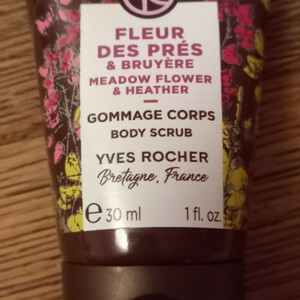 FLEUR
DES PRÉS
& BRUYÈRE
MEADOW FLOWER
& HEATHER
GOMMAGE CORPS
BODY SCRUB
YVES ROCHER
Bretagne, France
e 30 ml 1 fl. oz.